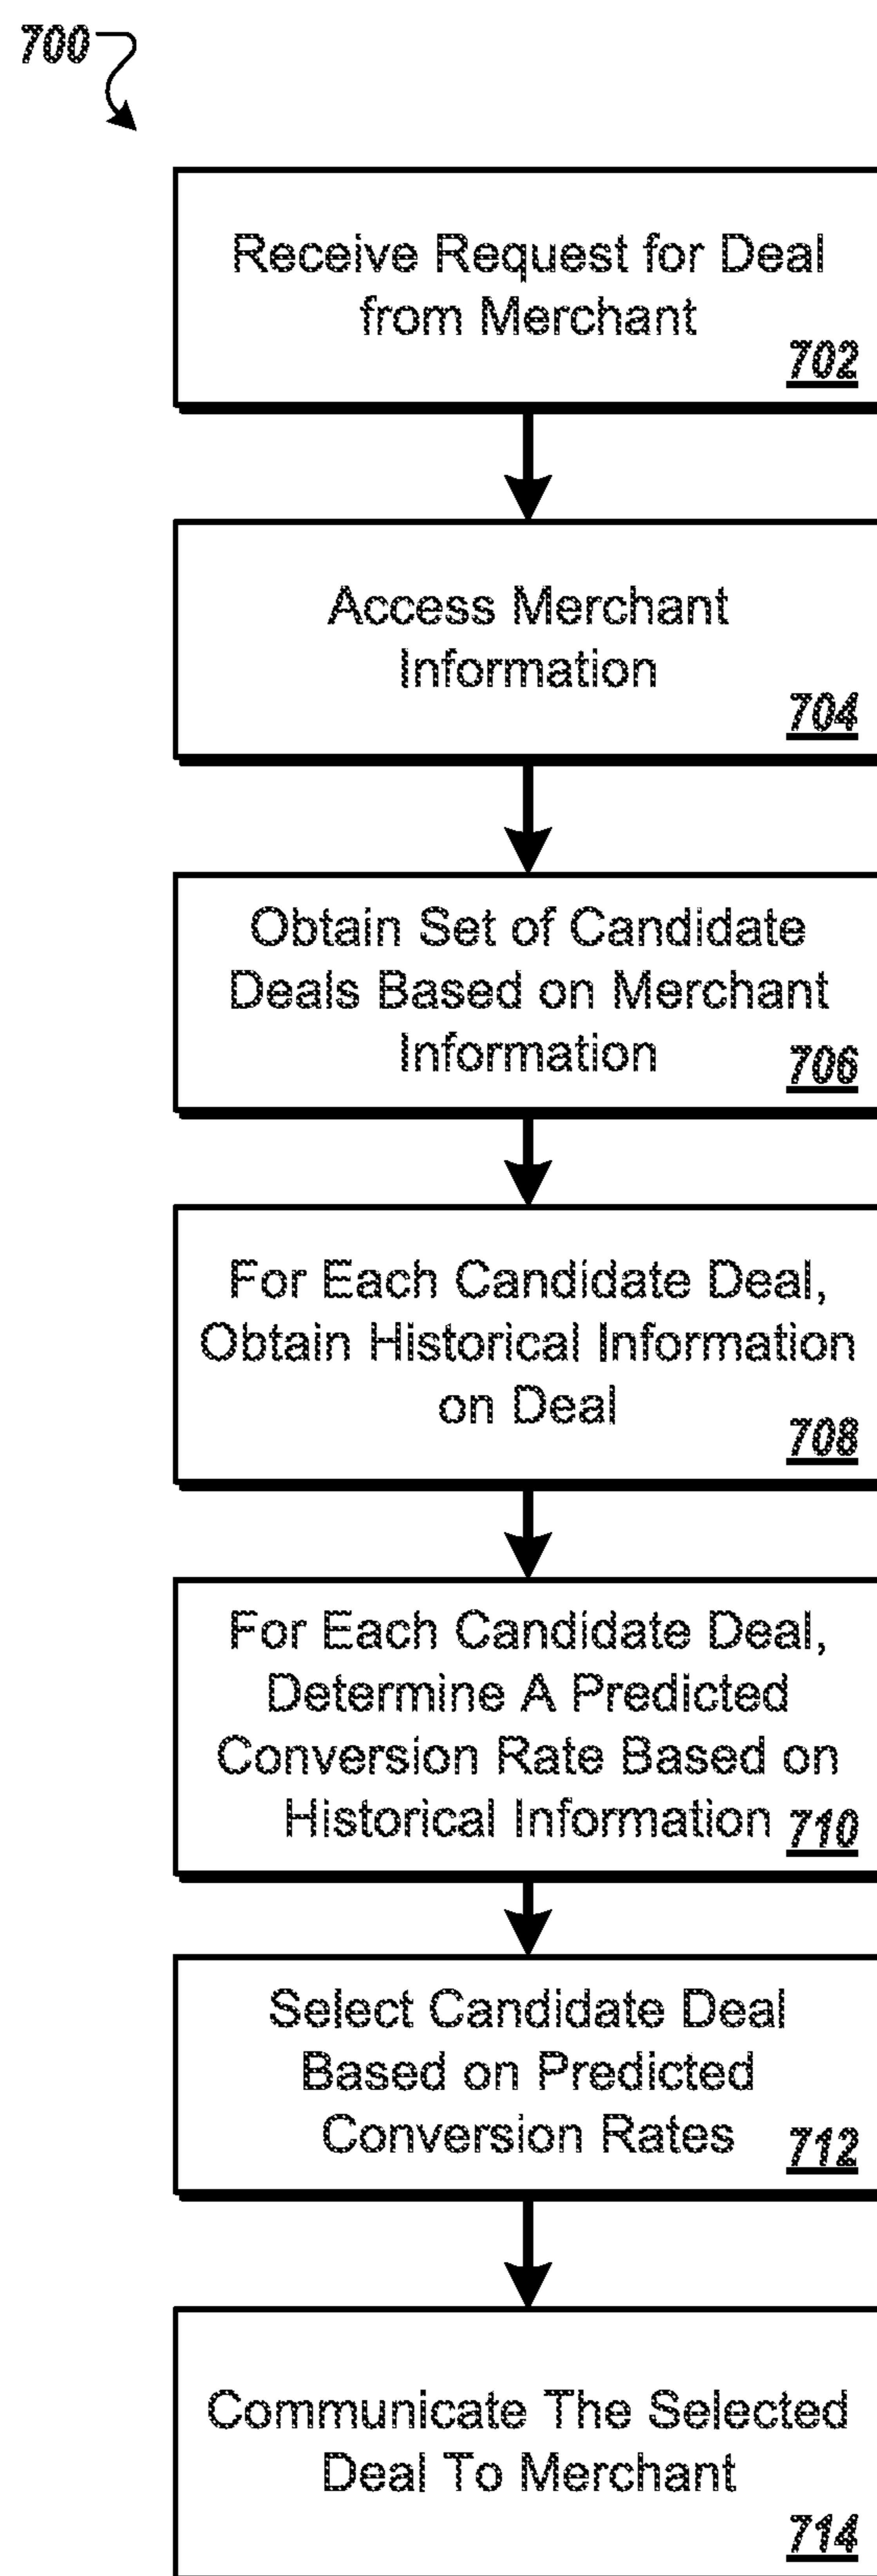 700
Receive Request for Deal
from Merchant
702
Access Merchant
Information
704
Obtain Set of Candidate
Deals Based on Merchant
Information
706
For Each Candidate Deal,
Obtain Historical Information
on Deal
708
For Each Candidate Deal,
Determine A Predicted
Conversion Rate Based on
Historical Information
710
Select Candidate Deal
Based on Predicted
Conversion Rates
712
Communicate The Selected
Deal To Merchant
714